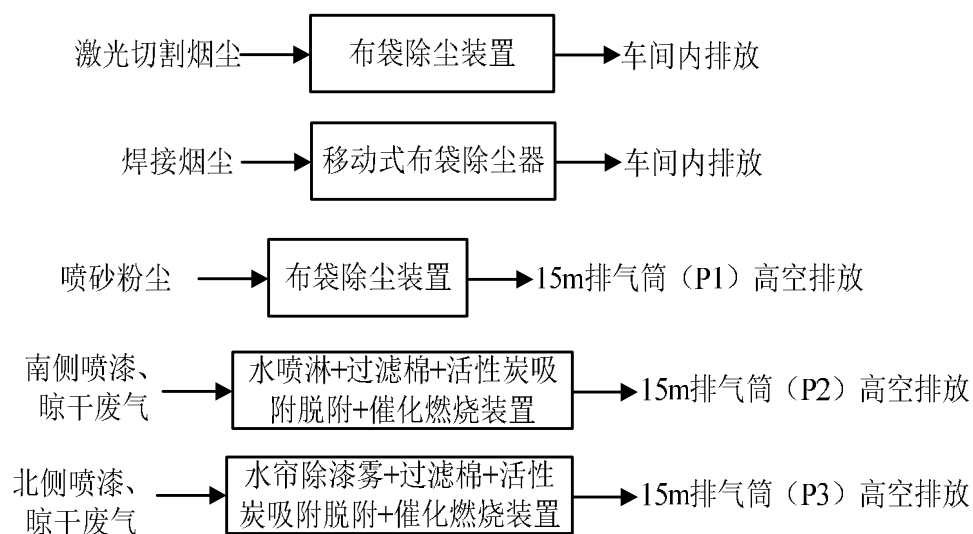 激光切割烟尘
布袋除尘装置
车间内排放
焊接烟尘
移动式布袋除尘器
车间内排放
喷砂粉尘
布袋除尘装置
15m排气筒（P1）高空排放
南侧喷漆、
晾干废气
水喷淋+过滤棉+活性炭吸
附脱附+催化燃烧装置
15m排气筒（P2）高空排放
北侧喷漆、
晾干废气
水帘除漆雾+过滤棉+活性
炭吸附脱附+催化燃烧装置
15m排气筒（P3）高空排放